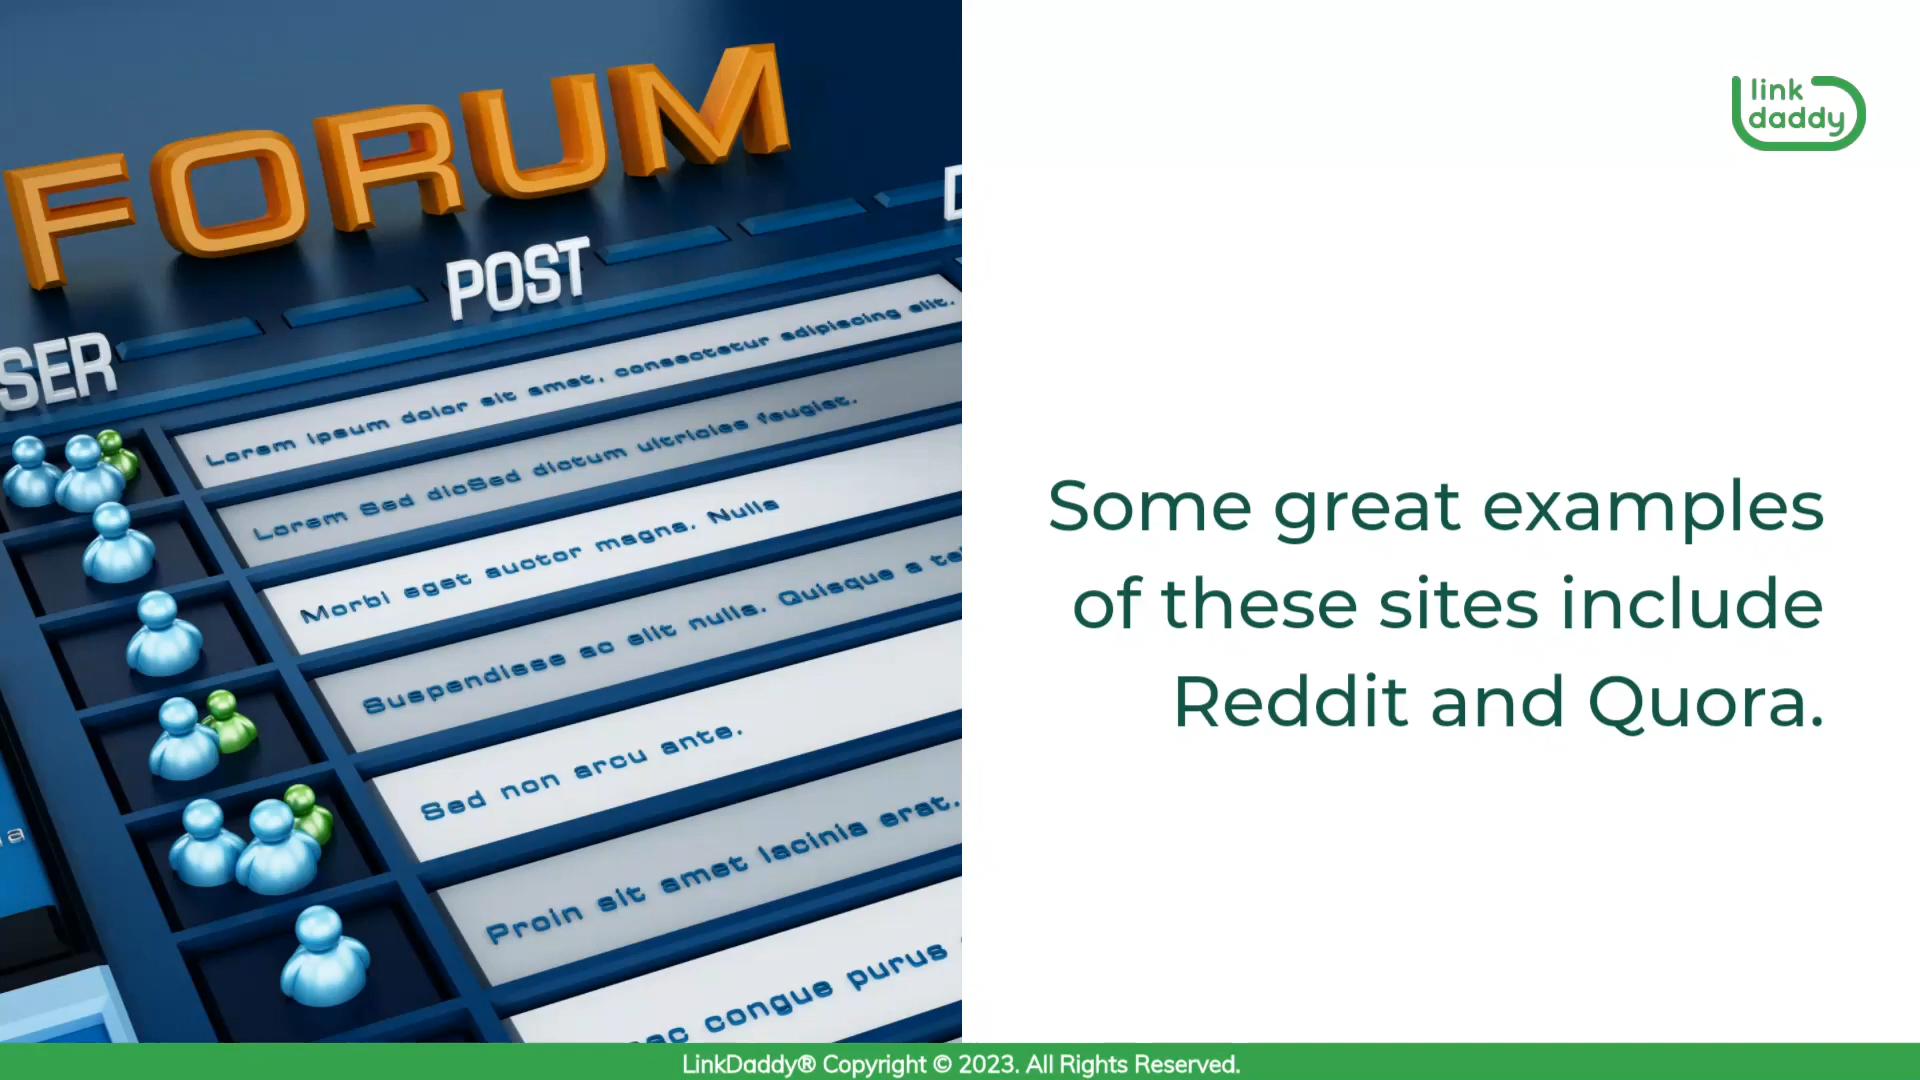 FORUM
POST
SER
Lorem ipsum dolor sit amet, consectetur adipiscing elit.
Lorem Sed dioSed dictum ultricies feugiat.
Morbi eget auctor magna. Nulla
Suspendisse ac elit nulla. Quisque a
Sed non arcu ante.
Proin sit amet lacinia erat.
ac congue purus
link
daddy
Some great examples
of these sites include
Reddit and Quora.
LinkDaddy® Copyright © 2023. All Rights Reserved.